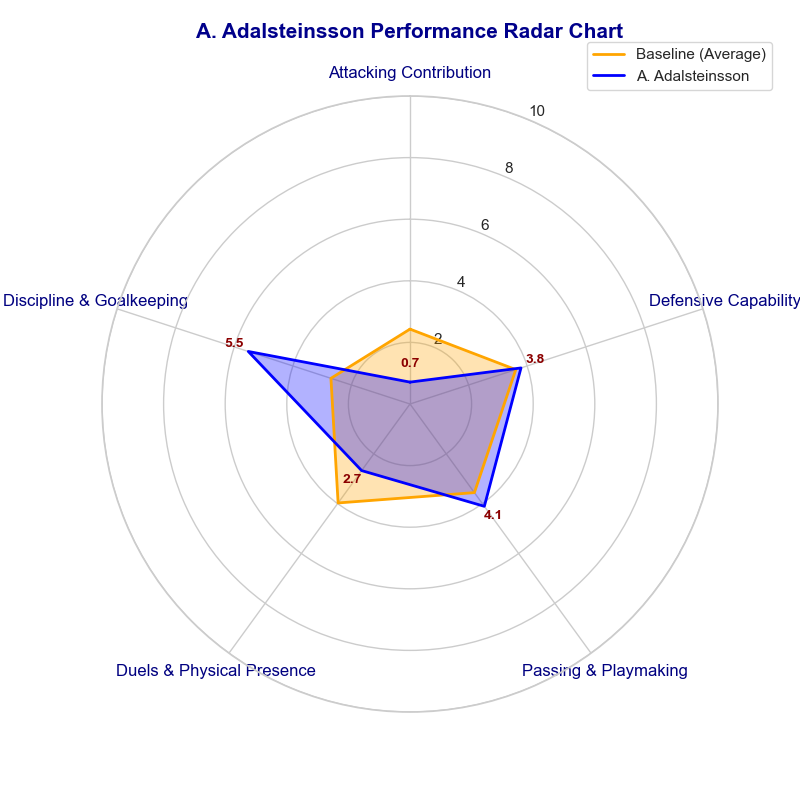 A. Adalsteinsson Performance Radar Chart
Baseline (Average)
A. Adalsteinsson
Attacking Contribution
10
8
6
4
2
Discipline & Goalkeeping
Defensive Capability
5.5
0.7
3.8
2.7
4.1
Duels & Physical Presence
Passing & Playmaking